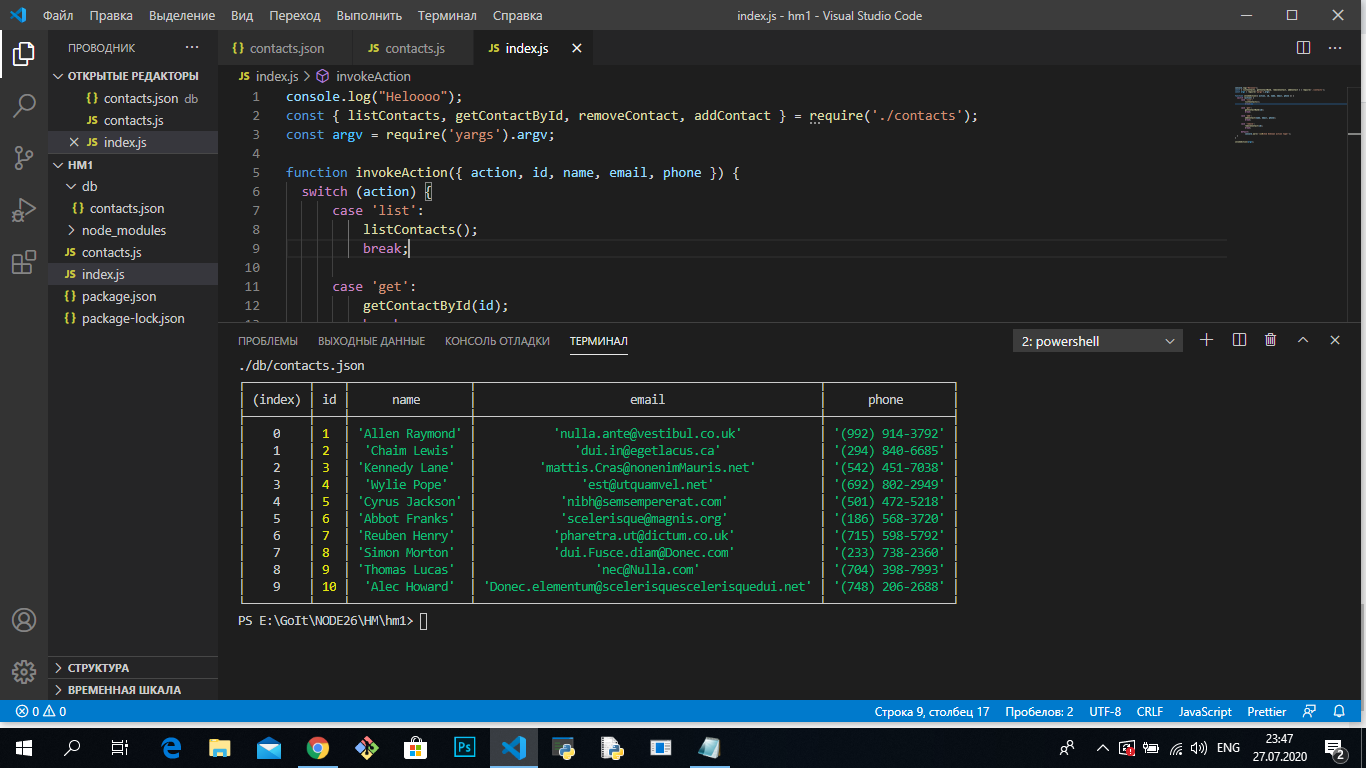 Файл Правка Выделение Вид Переход Выполнить Терминал Справка index.js - hm1 - Visual Studio Code
ПРОВОДНИК
ОТКРЫТЫЕ РЕДАКТОРЫ
{} contacts.json db
JS contacts.js
JS index.js
HM1
db
{} contacts.json
node_modules
JS contacts.js
JS index.js
{} package.json
{} package-lock.json
СТРУКТУРА
ВРЕМЕННАЯ ШКАЛА
{} contacts.json JS contacts.js JS index.js
JS index.js > invokeAction
1 console.log("Heloooo");
2 const { listContacts, getContactById, removeContact, addContact } = require('./contacts');
3 const argv = require('yargs').argv;
4
5 function invokeAction({ action, id, name, email, phone }) {
6 switch (action) {
7 case 'list':
8 listContacts();
9 break;
10
11 case 'get':
12 getContactById(id);
ПРОБЛЕМЫ ВЫХОДНЫЕ ДАННЫЕ КОНСОЛЬ ОТЛАДКИ ТЕРМИНАЛ 2: powershell
./db/contacts.json
(index) id name email phone
0 1 'Allen Raymond' 'nulla.ante@vestibul.co.uk' '(992) 914-3792'
1 2 'Chaim Lewis' 'dui.in@egetlacus.ca' '(294) 840-6685'
2 3 'Kennedy Lane' 'mattis.Cras@nonenimMauris.net' '(542) 451-7038'
3 4 'Wylie Pope' 'est@utquamvel.net' '(692) 802-2949'
4 5 'Cyrus Jackson' 'nibh@semsempererat.com' '(501) 472-5218'
5 6 'Abbot Franks' 'scelerisque@magnis.org' '(186) 568-3720'
6 7 'Reuben Henry' 'pharetra.ut@dictum.co.uk' '(715) 598-5792'
7 8 'Simon Morton' 'dui.Fusce.diam@Donec.com' '(233) 738-2360'
8 9 'Thomas Lucas' 'nec@Nulla.com' '(704) 398-7993'
9 10 'Alec Howard' 'Donec.elementum@scelerisquescelerisquedui.net' '(748) 206-2688'
PS E:\GoIt\NODE26\HM\hm1>
0 0 Строка 9, столбец 17 Пробелов: 2 UTF-8 CRLF JavaScript Prettier
Ps ENG 23:47
27.07.2020 2